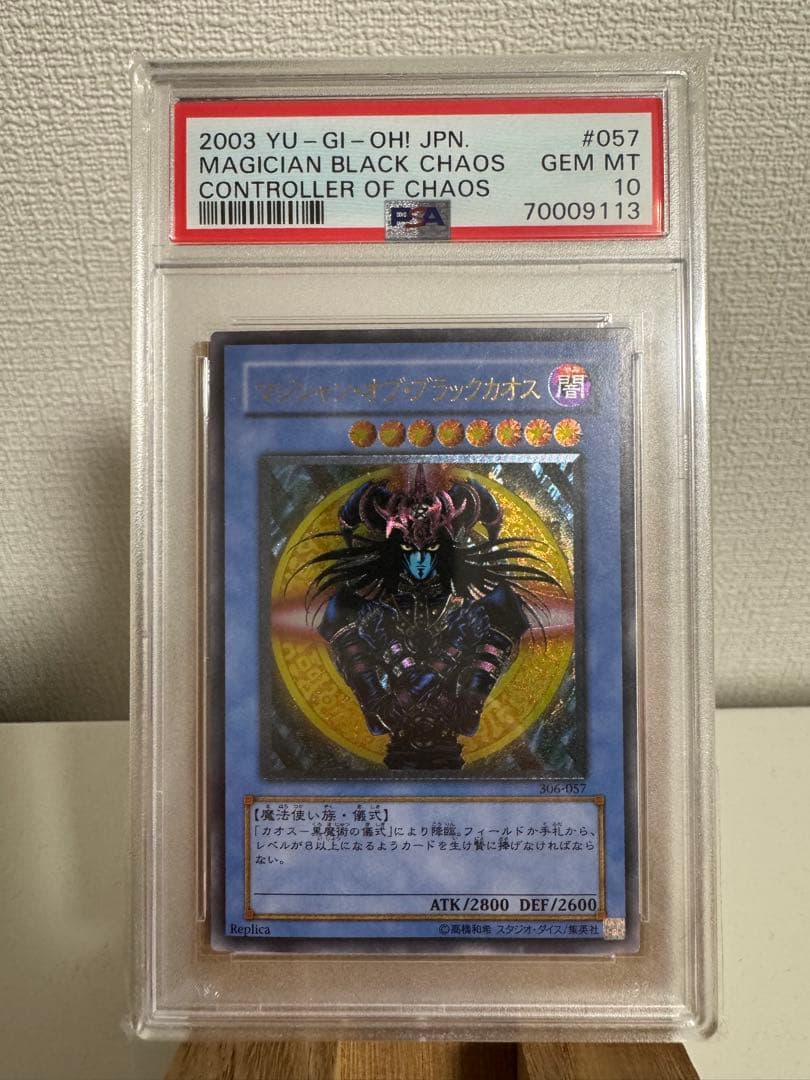 2003 YU-GI-OH! JPN. #057
MAGICIAN BLACK CHAOS GEM MT
CONTROLLER OF CHAOS 10
PSA 70009113
マジシャン・オブ・ブラックカオス 闇
306-057
【魔法使い族・儀式】
「カオス－黒魔術の儀式」により降臨。フィールドか手札から、
レベルが8以上になるようカードを生け贄に捧げなければなら
ない。
ATK/2800 DEF/2600
Replica ©高橋和希 スタジオ・ダイス/集英社